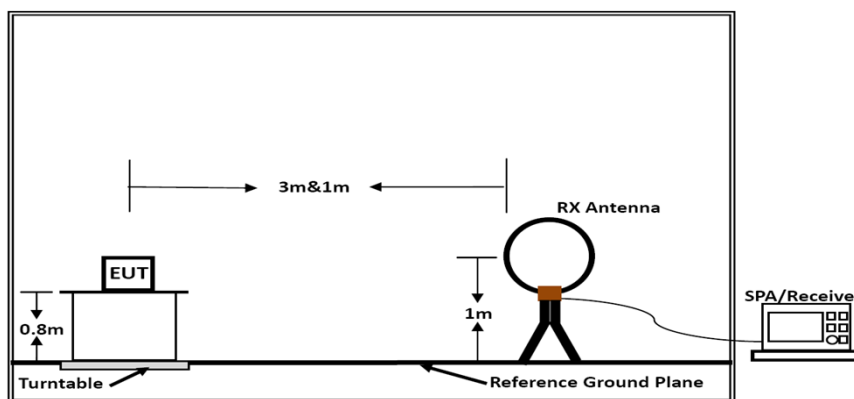 3m&1m
RX Antenna
EUT
SPA/Receive
0.8m
1m
Turntable
Reference Ground Plane